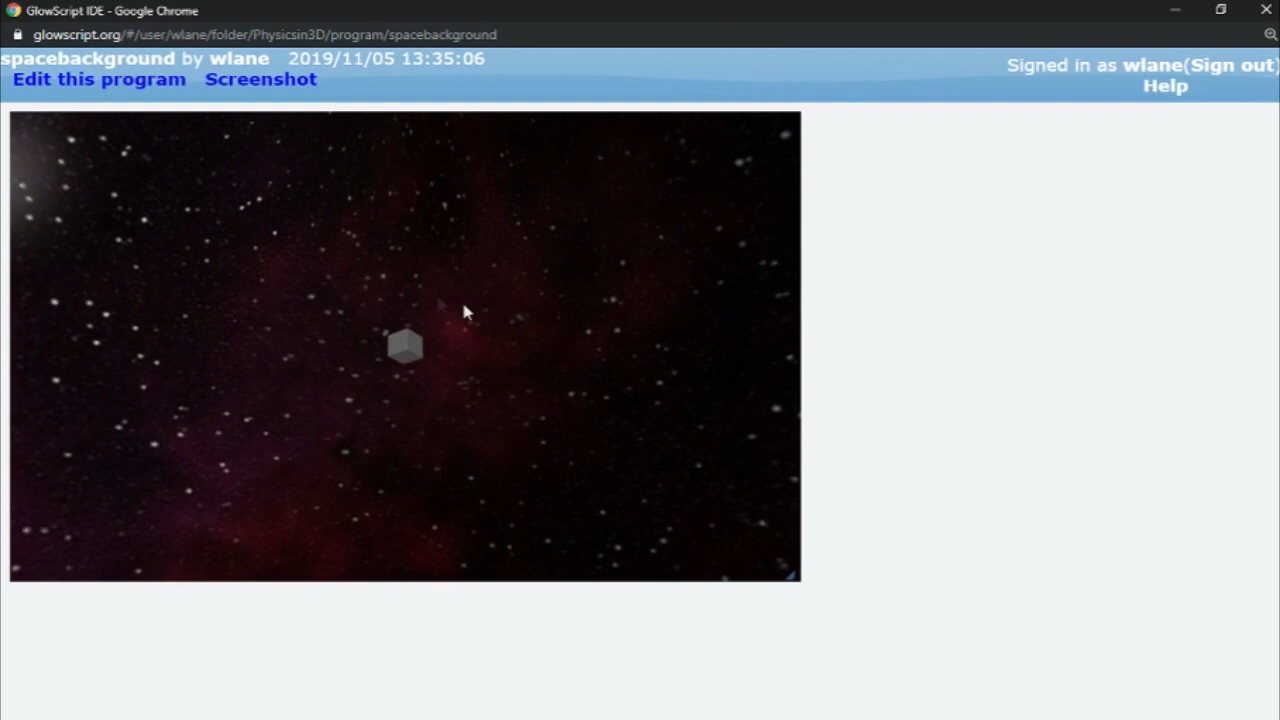 GlowScript IDE - Google Chrome
glowscript.org/#/user/wlane/folder/Physicsin3D/program/spacebackground
spacebackground by wlane 2019/11/05 13:35:06
Signed in as wlane(Sign out)
Edit this program Screenshot
Help